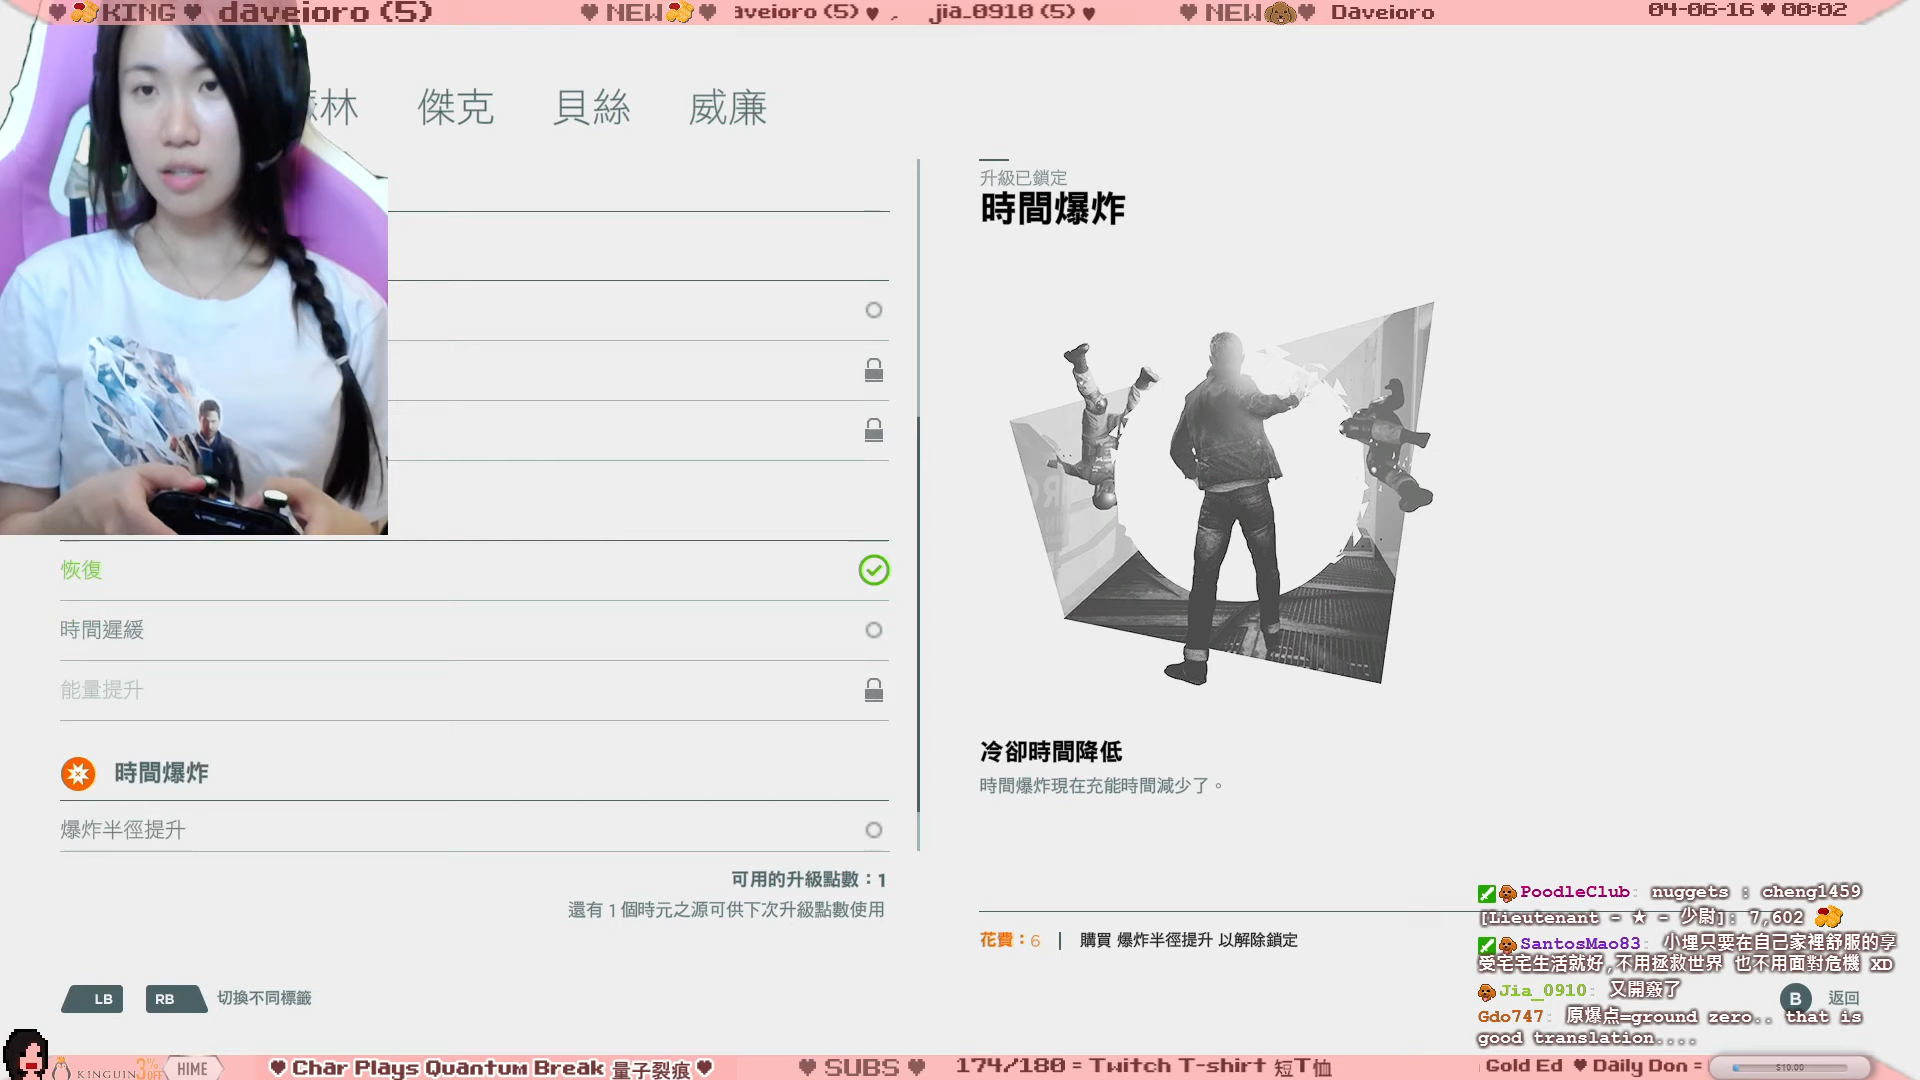 ♥ KING ♥ daveioro (5) ♥ NEW ♥ aveioro (5) ♥ jia_0910 (5) ♥ ♥ NEW ♥ Daveioro 04-06-16 ♥ 00:02
林 傑克 貝絲 威廉
升級已鎖定
時間爆炸
恢復
時間遲緩
能量提升
時間爆炸
爆炸半徑提升
可用的升級點數：1
還有 1 個時元之源可供下次升級點數使用
冷卻時間降低
時間爆炸現在充能時間減少了。
花費：6 | 購買 爆炸半徑提升 以解除鎖定
LB RB 切換不同標籤
B 返回
PoodleClub: nuggets : cheng1459
[Lieutenant - ★ - 少尉]: 7,602
SantosMao83: 小埋只要在自己家裡舒服的享
受宅宅生活就好,不用拯救世界 也不用面對危機 XD
Jia_0910: 又開竅了
Gdo747: 原爆点=ground zero.. that is
good translation....
KINGUIN 3% OFF HIME ♥ Char Plays Quantum Break 量子裂痕 ♥ ♥ SUBS ♥ 174/180 = Twitch T-shirt 短T恤 Gold Ed ♥ Daily Don = $10.00